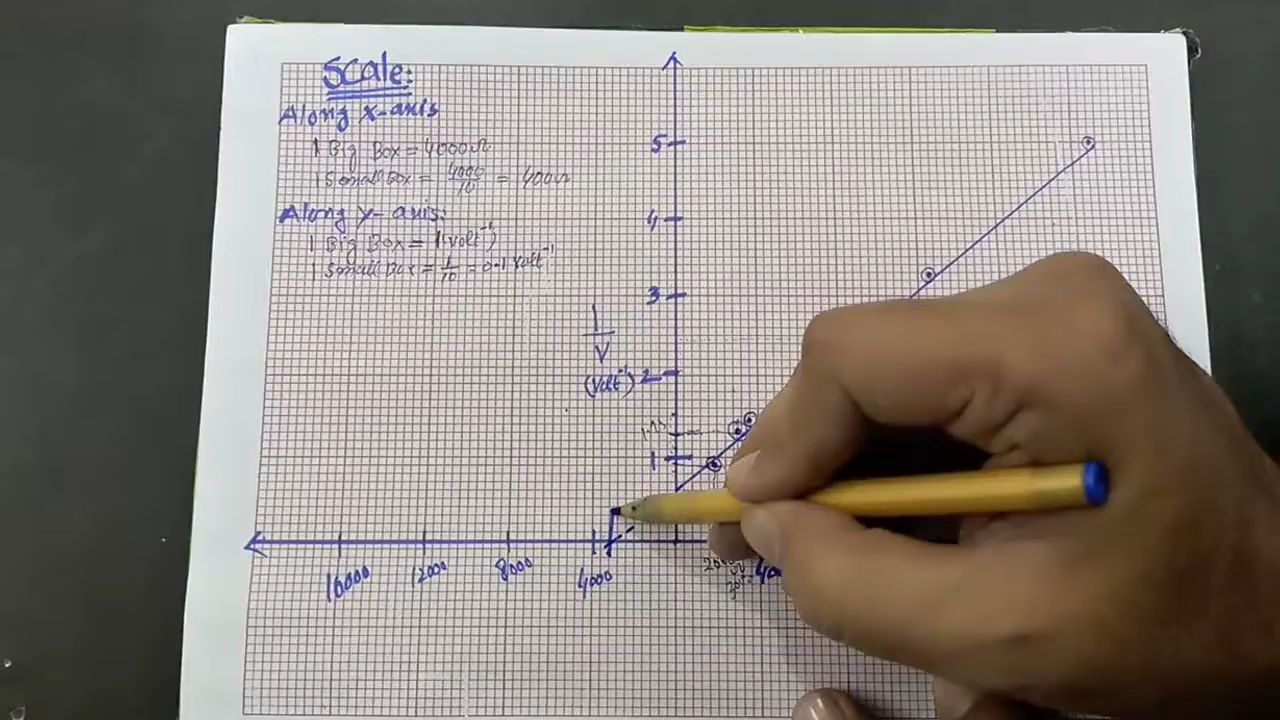 Scale:
Along x-axis
1 Big Box = 4000Ω
1 Small Box = 4000/10 = 400Ω
Along y-axis:
1 Big Box = 1(volt⁻¹)
1 Small Box = 1/10 = 0.1 Volt⁻¹
5
4
3
1/V
(Volt⁻¹)
2
1
16000
12000
8000
4000